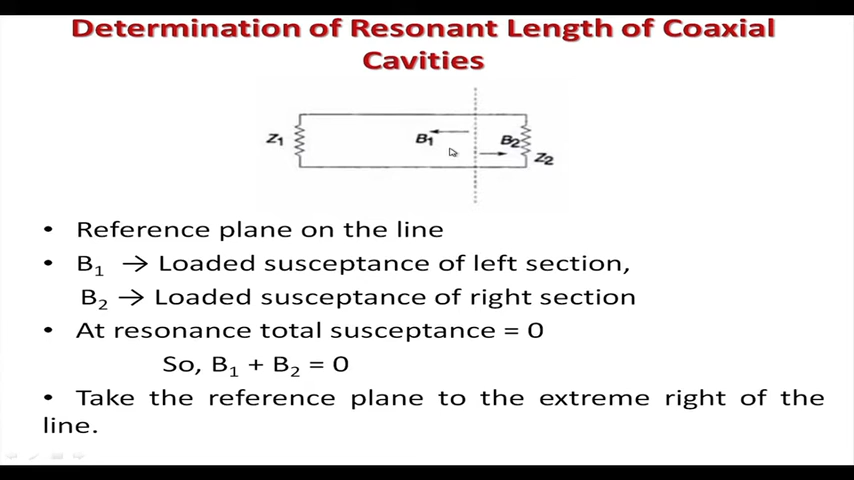 Determination of Resonant Length of Coaxial
Cavities
Z1 B1 B2 Z2
• Reference plane on the line
• B1 → Loaded susceptance of left section,
B2 → Loaded susceptance of right section
• At resonance total susceptance = 0
So, B1 + B2 = 0
• Take the reference plane to the extreme right of the
line.